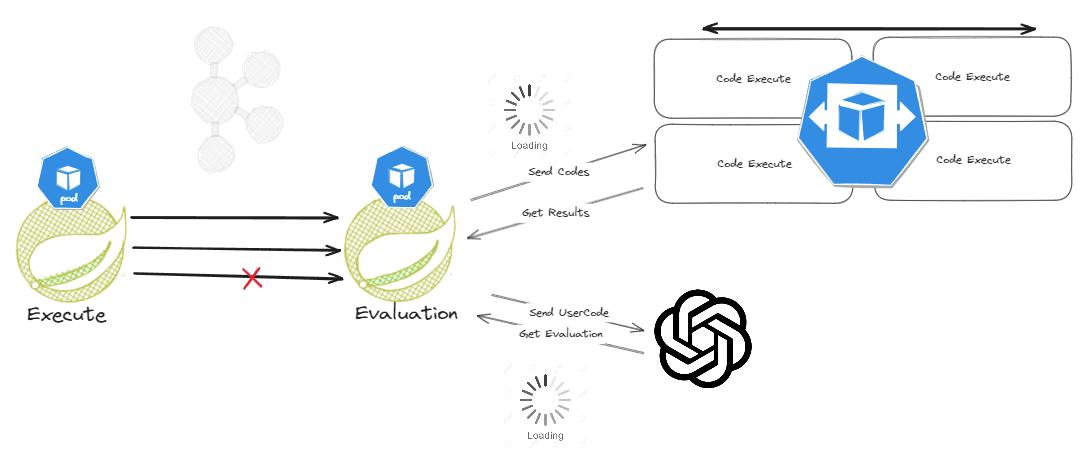 Code Execute
Code Execute
Loading
Code Execute
Code Execute
Send Codes
pod
pod
Get Results
Execute
Evaluation
Send UserCode
Get Evaluation
Loading